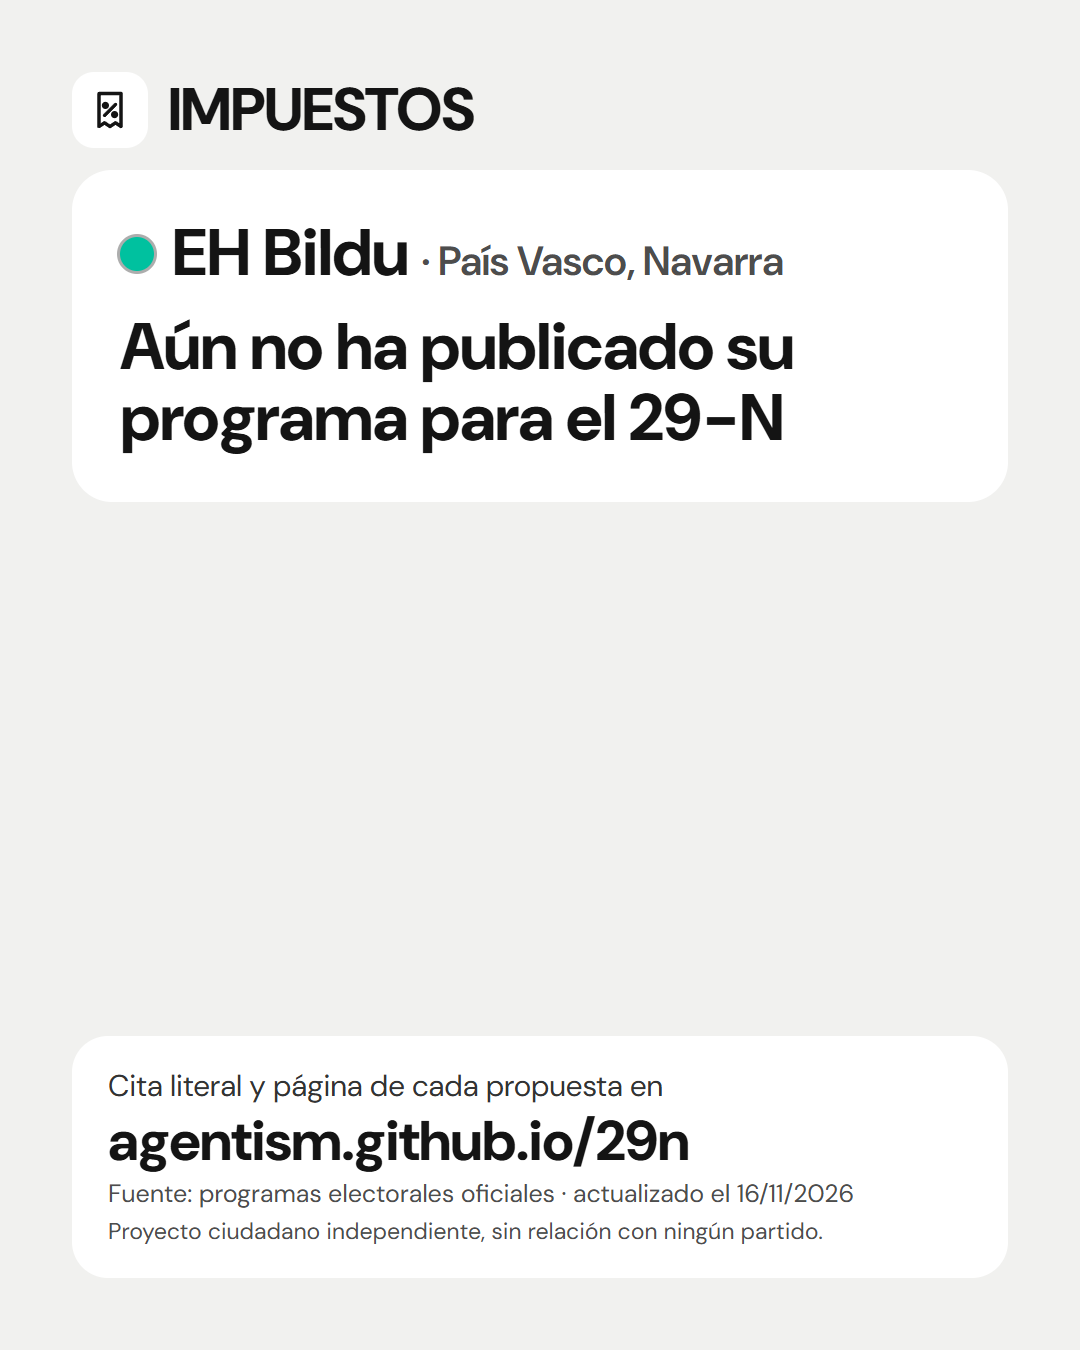 IMPUESTOS
EH Bildu · País Vasco, Navarra
Aún no ha publicado su
programa para el 29-N
Cita literal y página de cada propuesta en
agentism.github.io/29n
Fuente: programas electorales oficiales · actualizado el 16/11/2026
Proyecto ciudadano independiente, sin relación con ningún partido.